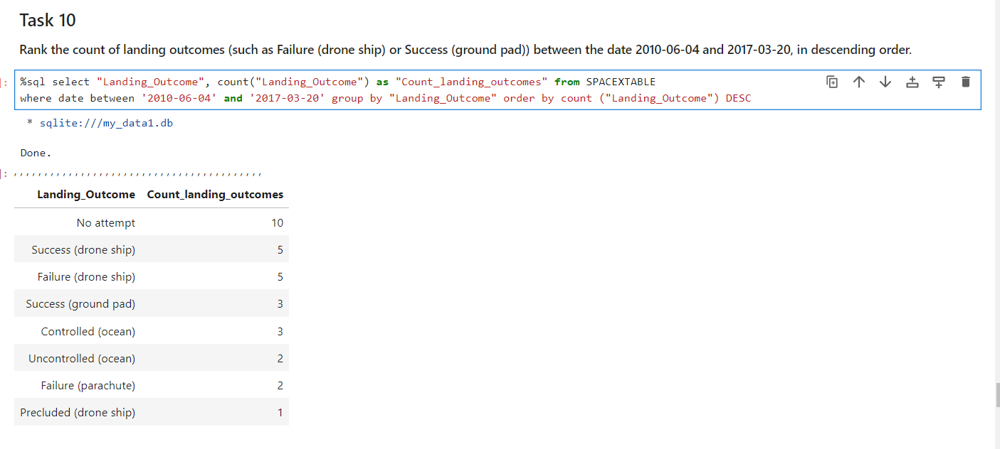 Task 10
Rank the count of landing outcomes (such as Failure (drone ship) or Success (ground pad)) between the date 2010-06-04 and 2017-03-20, in descending order.
]: %sql select "Landing_Outcome", count("Landing_Outcome") as "Count_landing_outcomes" from SPACEXTABLE
where date between '2010-06-04' and '2017-03-20' group by "Landing_Outcome" order by count ("Landing_Outcome") DESC
* sqlite:///my_data1.db
Done.
]: ,,,,,,,,,,,,,,,,,,,,,,,,,,,,,,,,,,,,,,,,,
Landing_Outcome Count_landing_outcomes
No attempt 10
Success (drone ship) 5
Failure (drone ship) 5
Success (ground pad) 3
Controlled (ocean) 3
Uncontrolled (ocean) 2
Failure (parachute) 2
Precluded (drone ship) 1